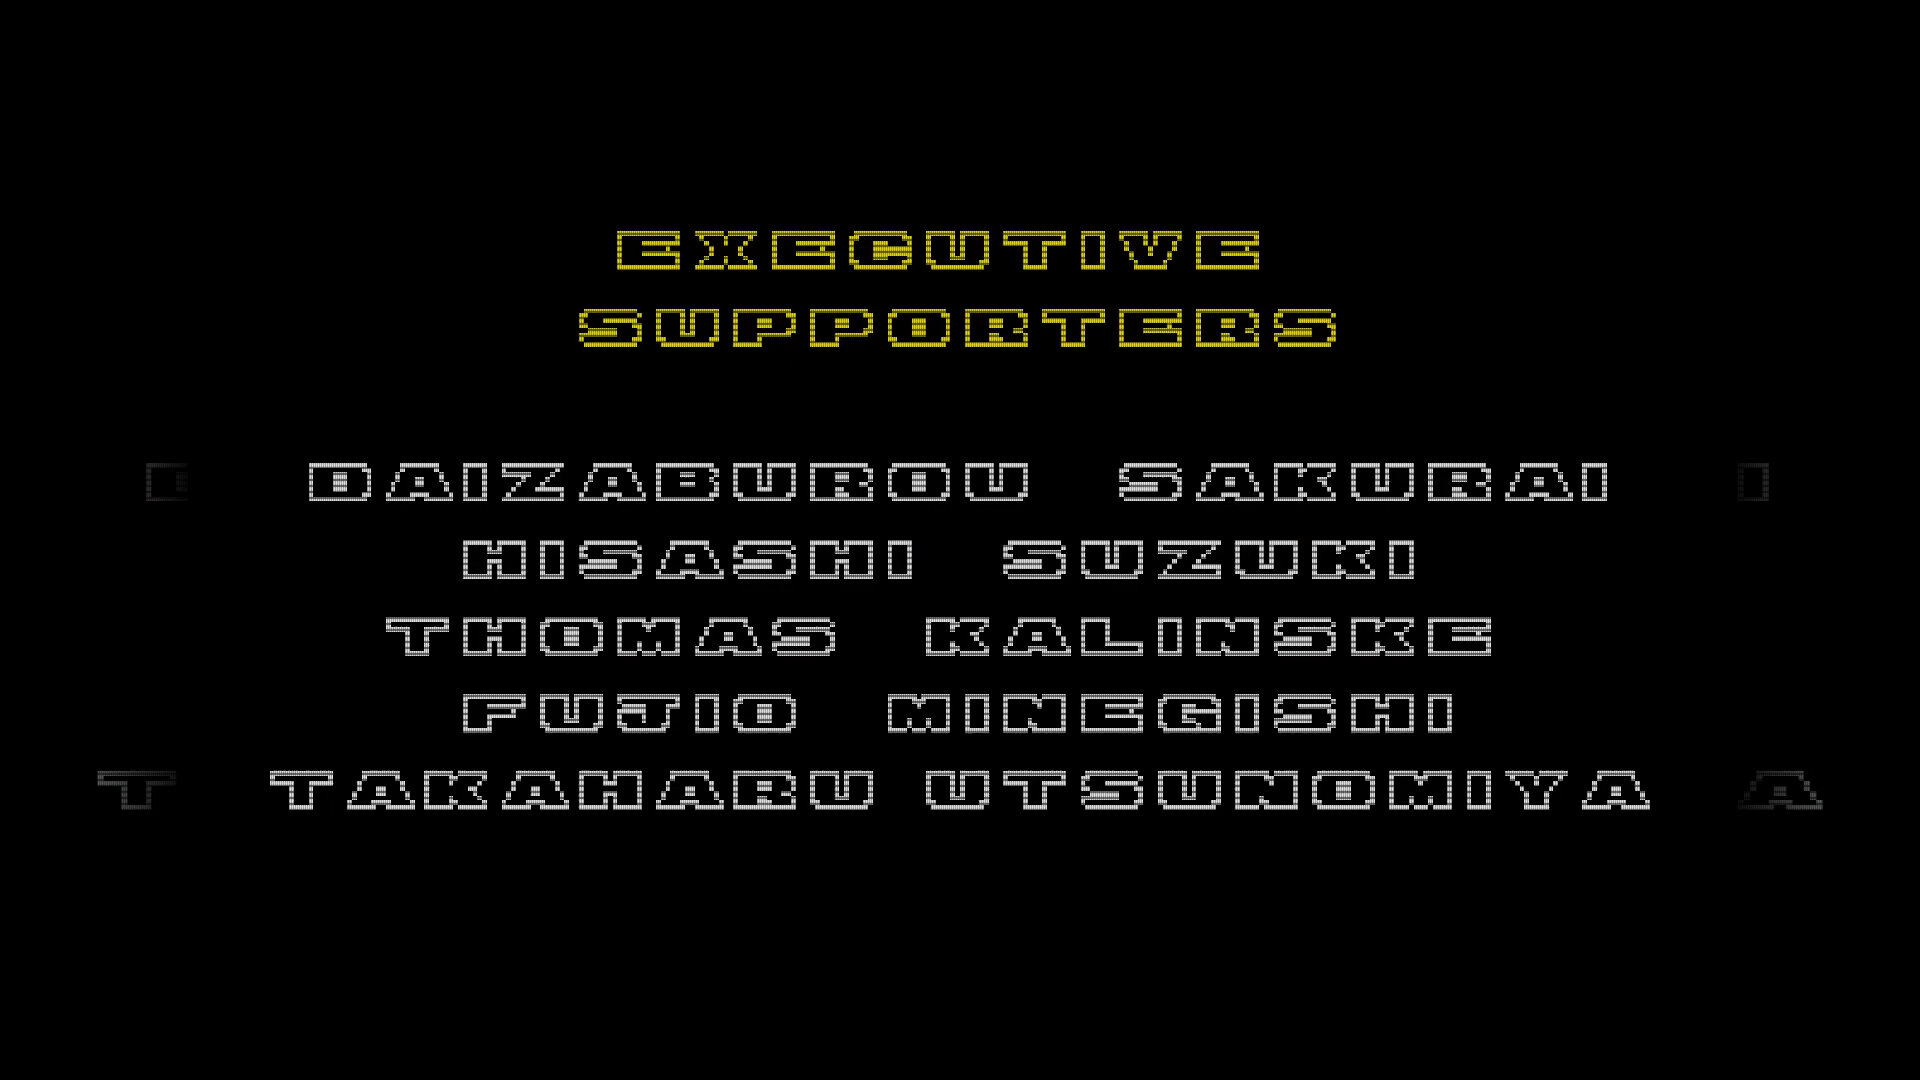 EXECUTIVE
SUPPORTERS
DAIZABUROU SAKURAI
HISASHI SUZUKI
THOMAS KALINSKE
FUJIO MINEGISHI
TAKAHARU UTSUNOMIYA